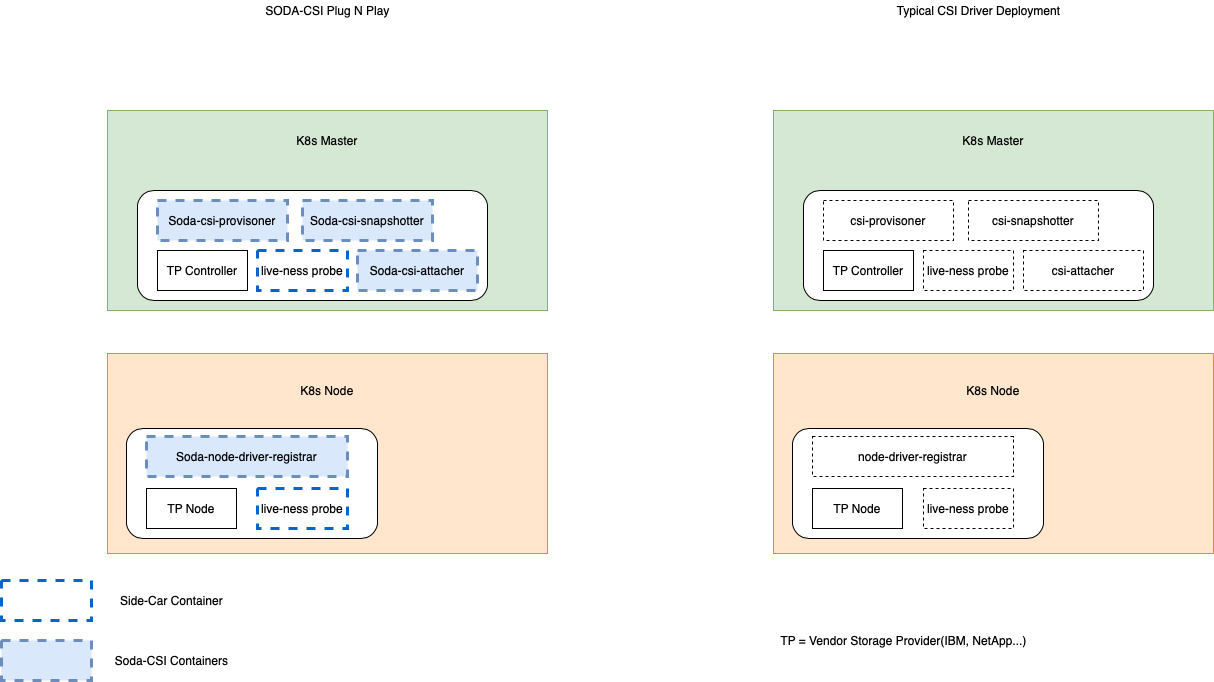 SODA-CSI Plug N Play
Typical CSI Driver Deployment
K8s Master
Soda-csi-provisoner
Soda-csi-snapshotter
TP Controller
live-ness probe
Soda-csi-attacher
K8s Master
csi-provisoner
csi-snapshotter
TP Controller
live-ness probe
csi-attacher
K8s Node
Soda-node-driver-registrar
TP Node
live-ness probe
K8s Node
node-driver-registrar
TP Node
live-ness probe
Side-Car Container
Soda-CSI Containers
TP = Vendor Storage Provider(IBM, NetApp...)